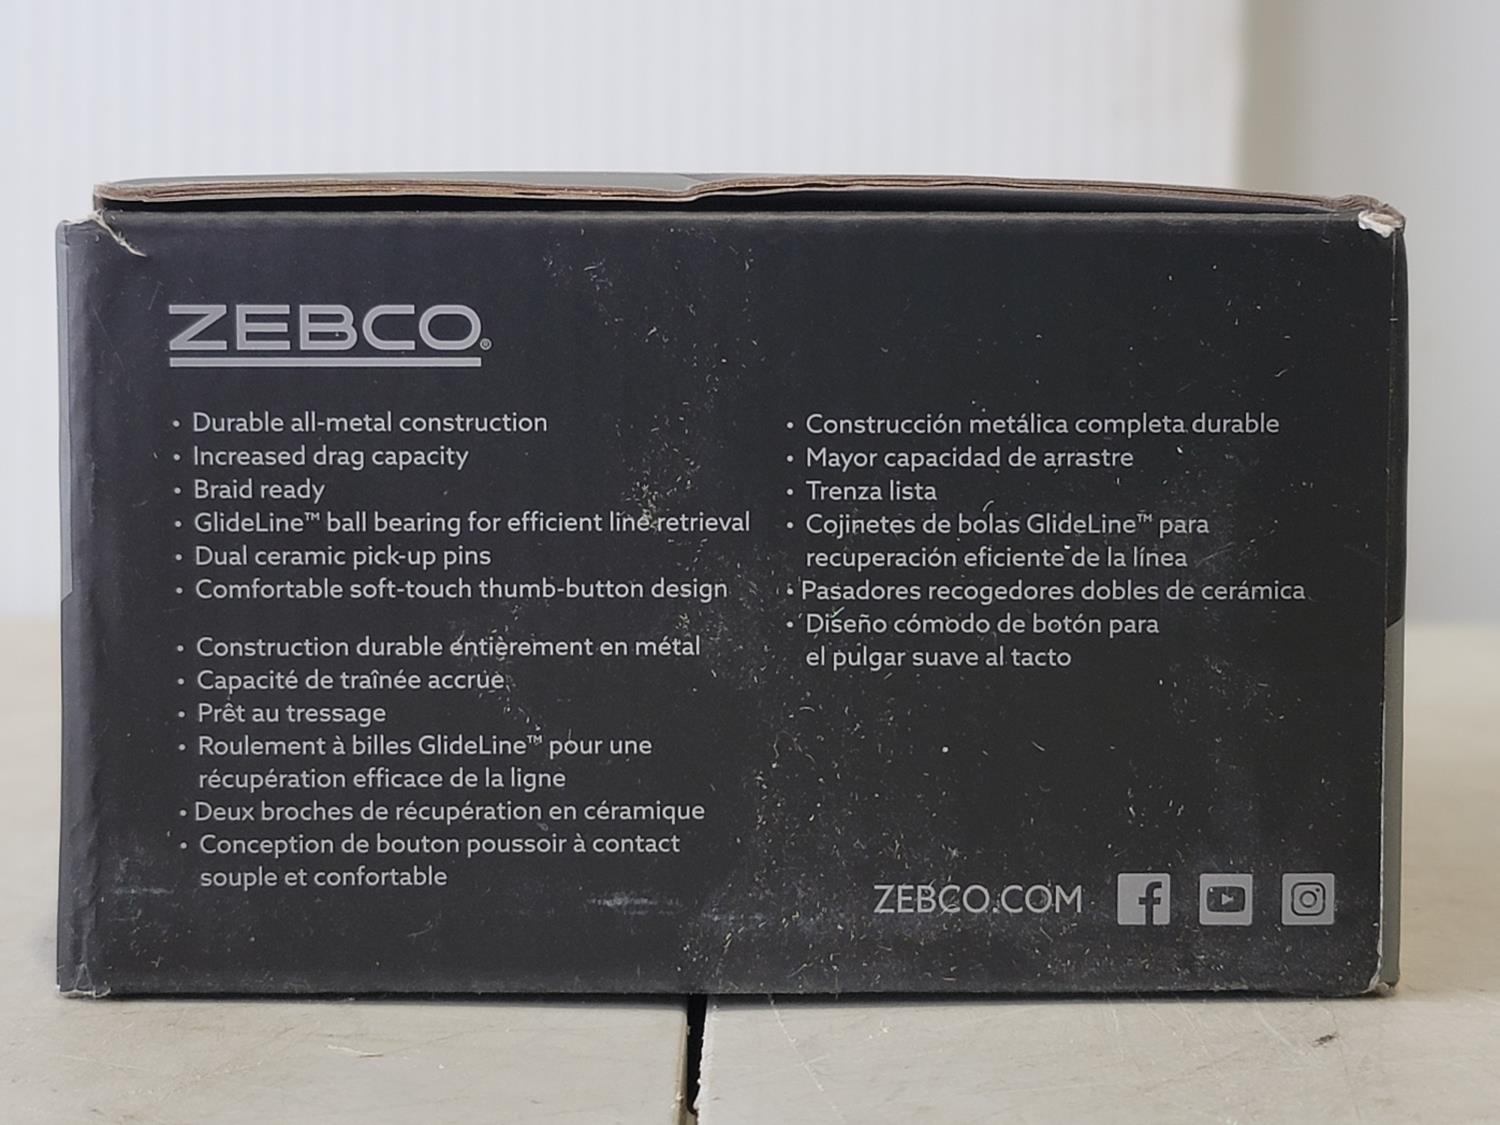 ZEBCO®
• Durable all-metal construction
• Increased drag capacity
• Braid ready
• GlideLine™ ball bearing for efficient line retrieval
• Dual ceramic pick-up pins
• Comfortable soft-touch thumb-button design
• Construction durable entièrement en métal
• Capacité de traînée accrue
• Prêt au tressage
• Roulement à billes GlideLine™ pour une
récupération efficace de la ligne
• Deux broches de récupération en céramique
• Conception de bouton poussoir à contact
souple et confortable
• Construcción metálica completa durable
• Mayor capacidad de arrastre
• Trenza lista
• Cojinetes de bolas GlideLine™ para
recuperación eficiente de la línea
• Pasadores recogedores dobles de cerámica
• Diseño cómodo de botón para
el pulgar suave al tacto
ZEBCO.COM